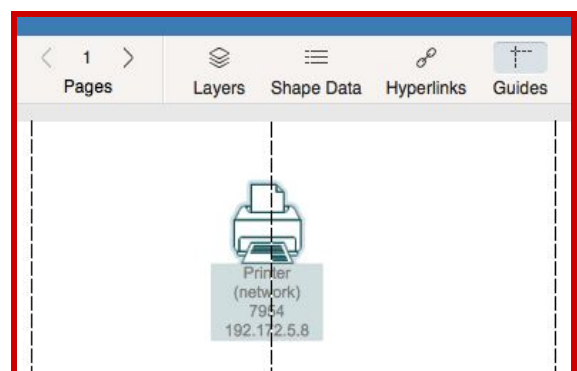 1
Pages
Layers
Shape Data
Hyperlinks
Guides
Printer
(network)
7954
192.172.5.8